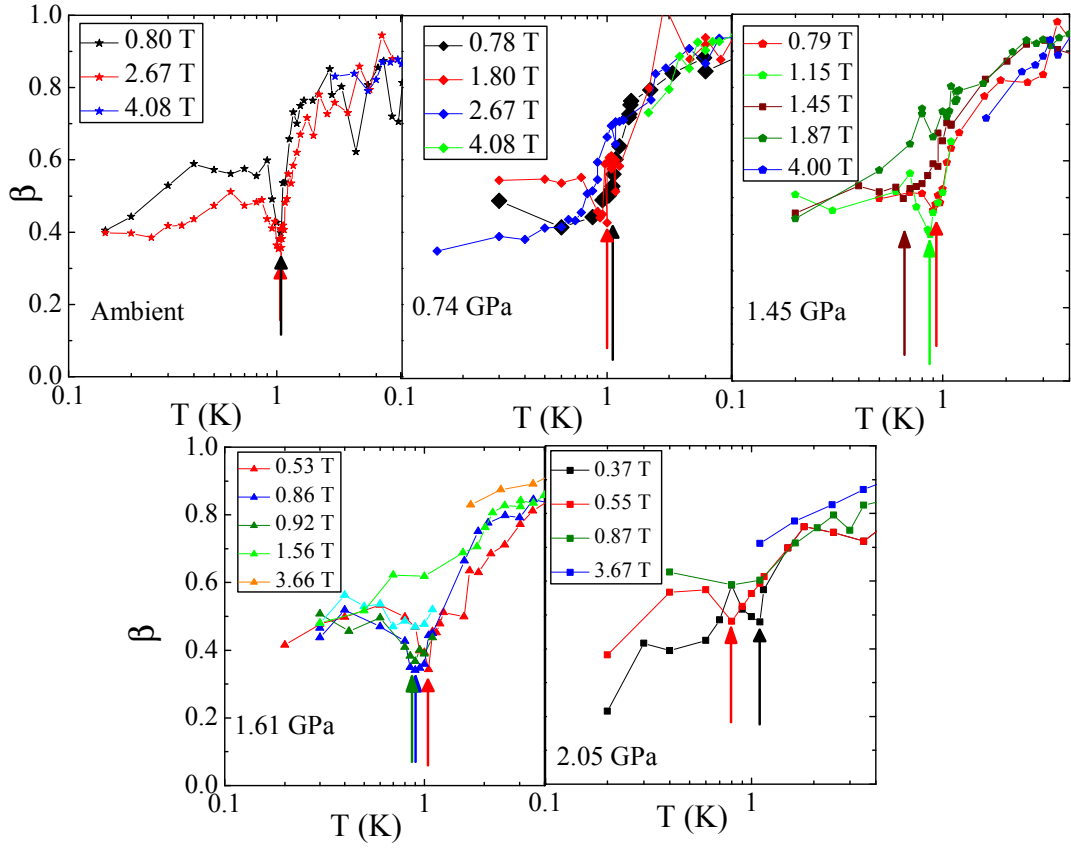 1.0
0.8
0.6
0.4
0.2
0.0
β
0.80 T
2.67 T
4.08 T
Ambient
0.1
1
T (K)
0.78 T
1.80 T
2.67 T
4.08 T
0.74 GPa
0.1
1
T (K)
0.79 T
1.15 T
1.45 T
1.87 T
4.00 T
1.45 GPa
0.1
1
T (K)
1.0
0.8
0.6
0.4
0.2
0.0
β
0.53 T
0.86 T
0.92 T
1.56 T
3.66 T
1.61 GPa
0.1
1
T (K)
0.37 T
0.55 T
0.87 T
3.67 T
2.05 GPa
0.1
1
T (K)